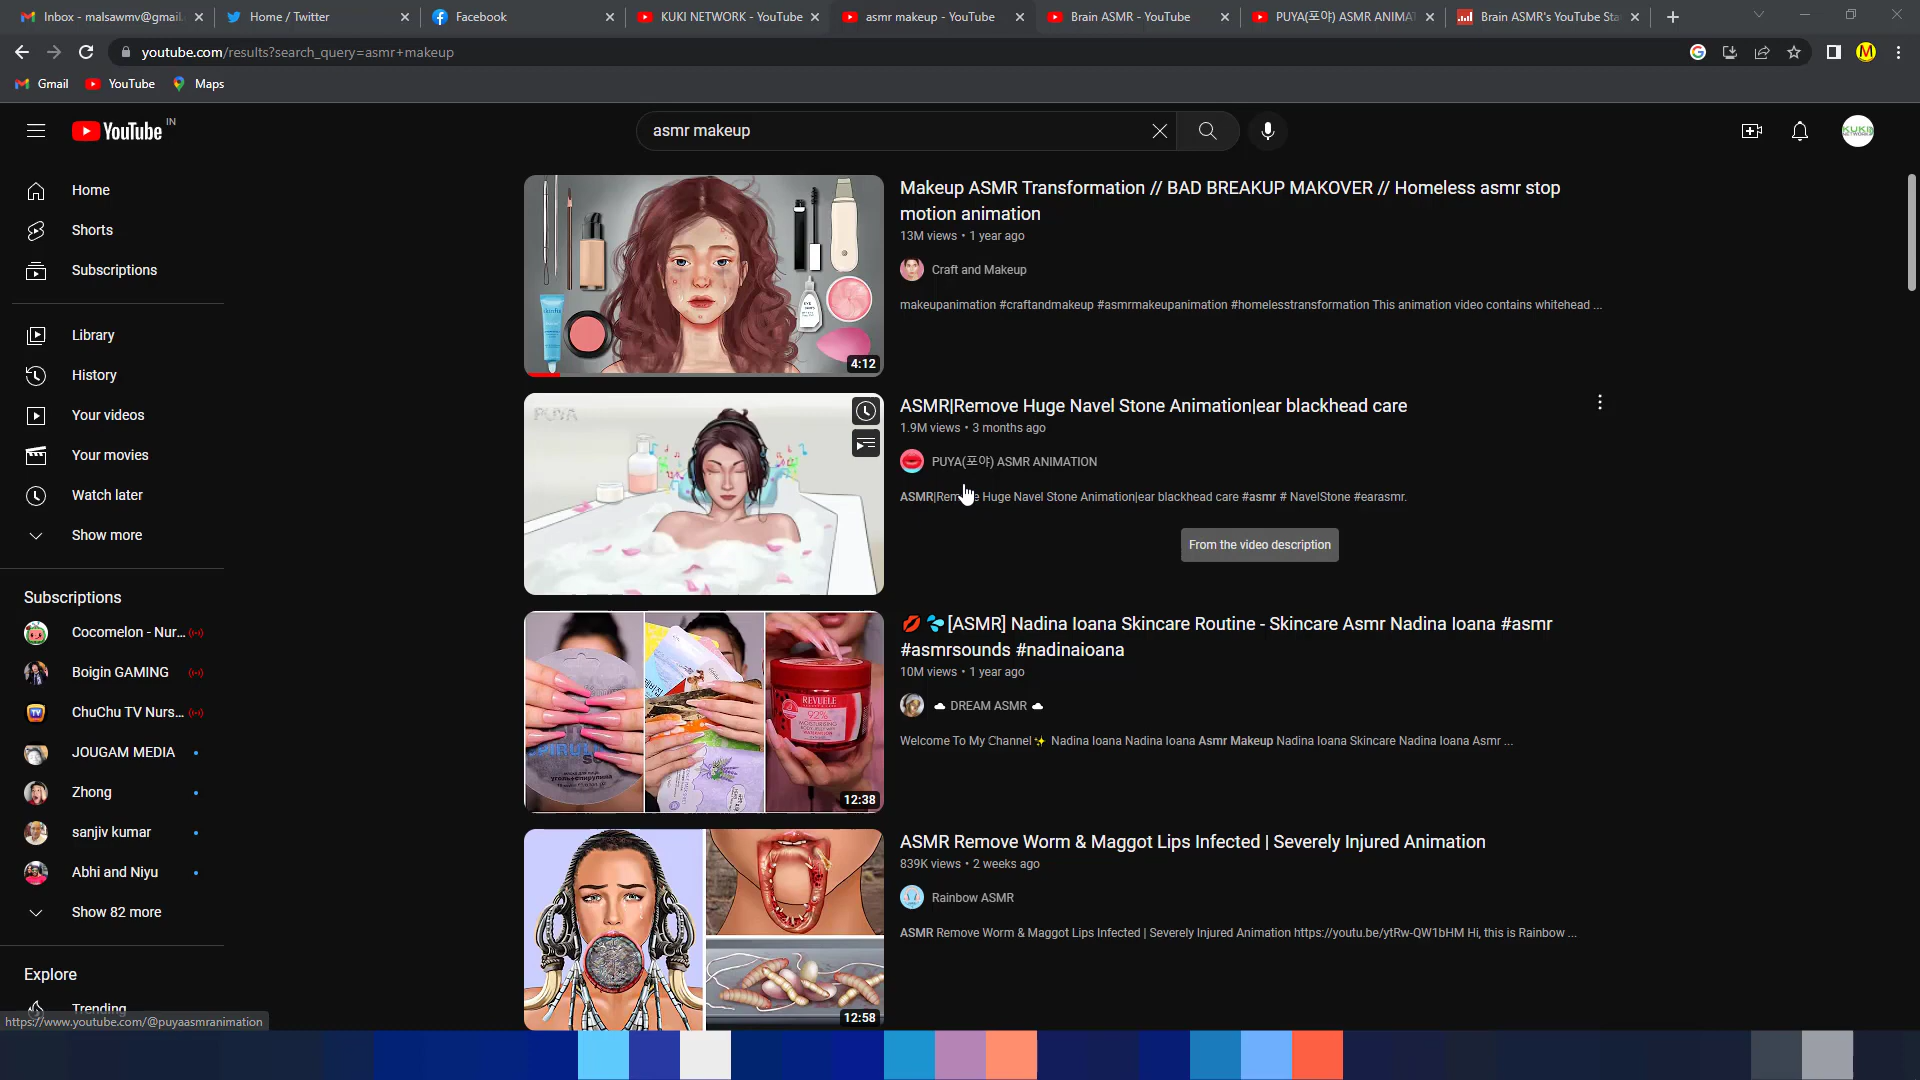 Inbox - malsawmv@gmail
Home / Twitter
Facebook
KUKI NETWORK - YouTube
asmr makeup - YouTube
Brain ASMR - YouTube
PUYA(포야) ASMR ANIMAT
Brain ASMR's YouTube Sta
youtube.com/results?search_query=asmr+makeup
M
Gmail
YouTube
Maps
YouTube IN
asmr makeup
KUKI
Home
Shorts
Subscriptions
Library
History
Your videos
Your movies
Watch later
Show more
Subscriptions
Cocomelon - Nur...
Boigin GAMING
ChuChu TV Nurs...
JOUGAM MEDIA
Zhong
sanjiv kumar
Abhi and Niyu
Show 82 more
Explore
Trending
https://www.youtube.com/@puyaasmranimation
4:12
Makeup ASMR Transformation // BAD BREAKUP MAKOVER // Homeless asmr stop
motion animation
13M views • 1 year ago
Craft and Makeup
makeupanimation #craftandmakeup #asmrmakeupanimation #homelesstransformation This animation video contains whitehead ...
PUYA
ASMR|Remove Huge Navel Stone Animation|ear blackhead care
1.9M views • 3 months ago
PUYA(포야) ASMR ANIMATION
ASMR|Rem e Huge Navel Stone Animation|ear blackhead care #asmr # NavelStone #earasmr.
From the video description
REVUELE
92%
12:38
💋 💦 [ASMR] Nadina Ioana Skincare Routine - Skincare Asmr Nadina Ioana #asmr
#asmrsounds #nadinaioana
10M views • 1 year ago
☁ DREAM ASMR ☁
Welcome To My Channel✨ Nadina Ioana Nadina Ioana Asmr Makeup Nadina Ioana Skincare Nadina Ioana Asmr ...
12:58
ASMR Remove Worm & Maggot Lips Infected | Severely Injured Animation
839K views • 2 weeks ago
Rainbow ASMR
ASMR Remove Worm & Maggot Lips Infected | Severely Injured Animation https://youtu.be/ytRw-QW1bHM Hi, this is Rainbow ...